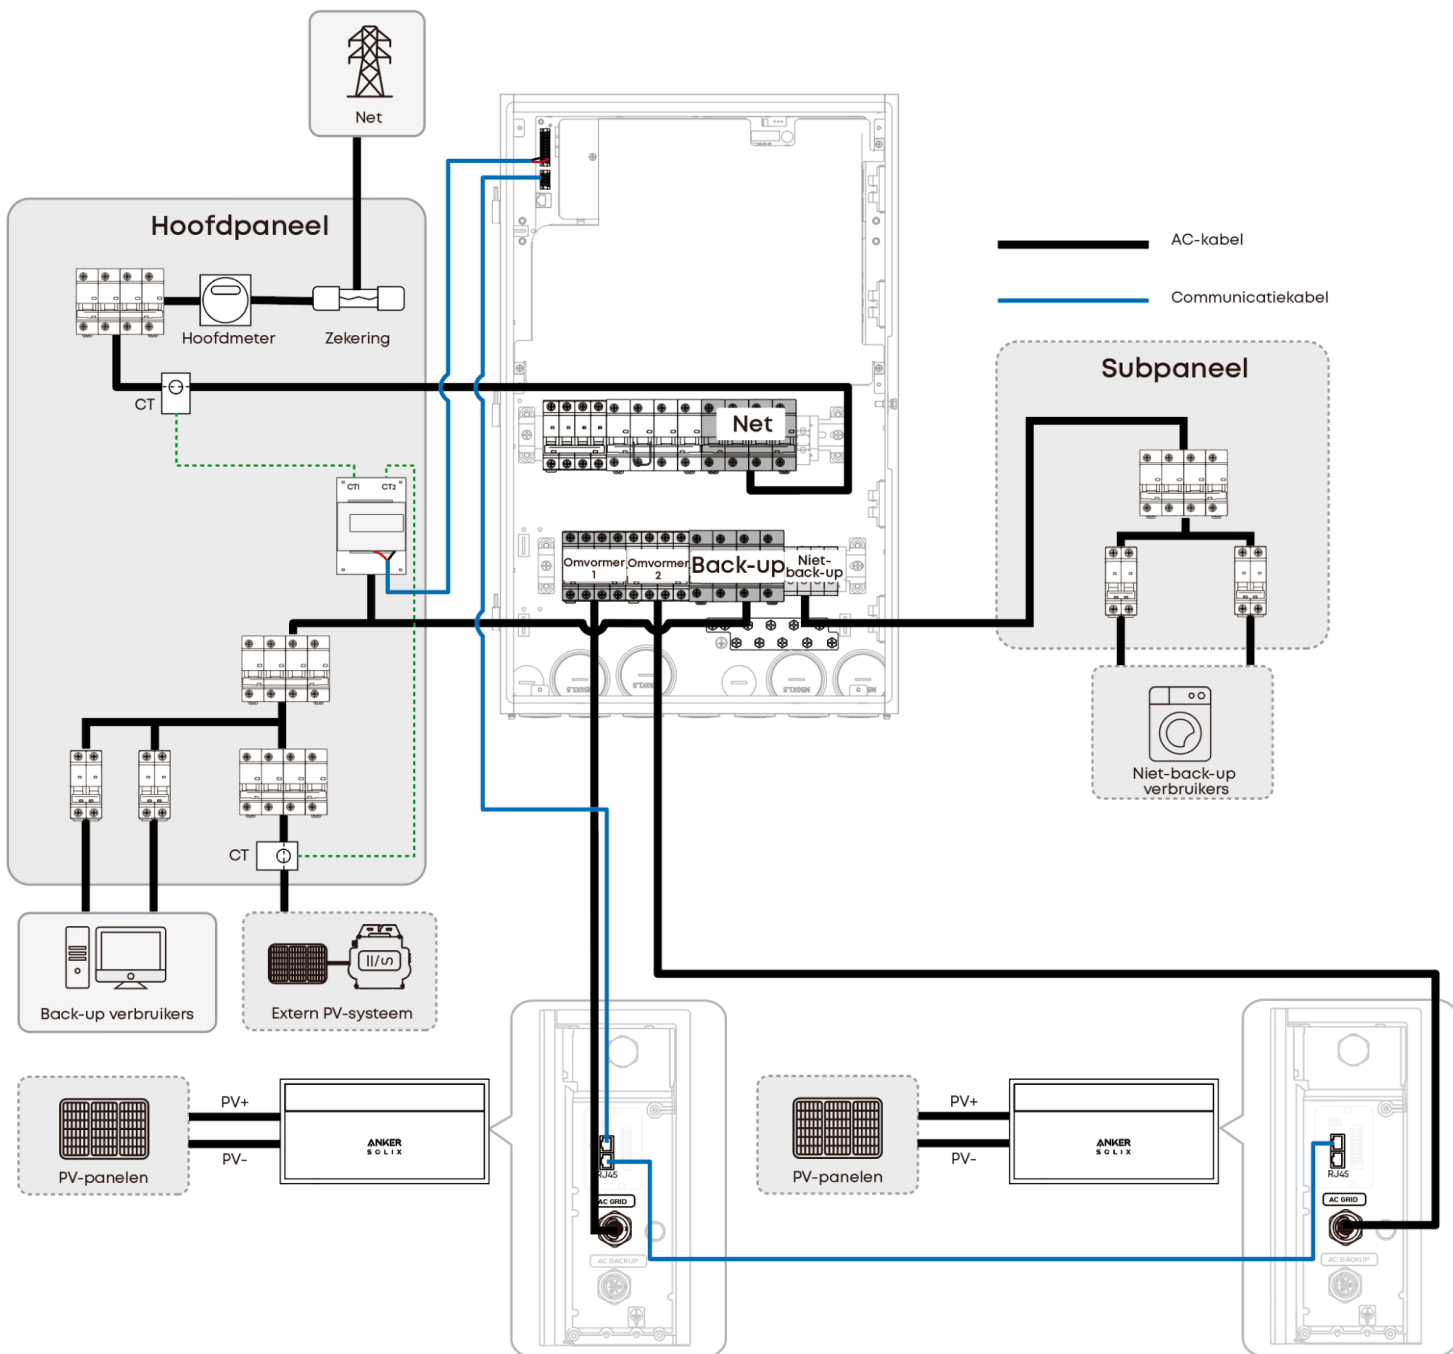 Net
Hoofdpaneel
Hoofdmeter
Zekering
CT
CT1
CT2
AC-kabel
Communicatiekabel
Subpaneel
Net
Omvormer
1
Omvormer
2
Back-up
Niet-
back-up
Niet-back-up
verbruikers
CT
Back-up verbruikers
Extern PV-systeem
PV-panelen
PV+
PV-
ANKER
SOLIX
RJ45
AC GRID
AC BACKUP
PV-panelen
PV+
PV-
ANKER
SOLIX
RJ45
AC GRID
AC BACKUP